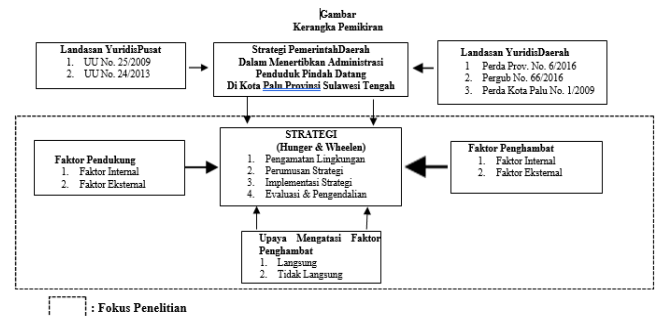 Gambar
Kerangka Pemikiran
Landasan YuridisPusat
1. UU No. 25/2009
2. UU No. 24/2013
Strategi PemerintahDaerah
Dalam Menertibkan Administrasi
Penduduk Pindah Datang
Di Kota Palu Provinsi Sulawesi Tengah
Landasan YuridisDaerah
1 Perda Prov. No. 6/2016
2 Pergub No. 66/2016
3. Perda Kota Palu No. 1/2009
Faktor Pendukung
1. Faktor Internal
2. Faktor Eksternal
STRATEGI
(Hunger & Wheelen)
1. Pengamatan Lingkungan
2. Perumusan Strategi
3. Implementasi Strategi
4. Evaluasi & Pengendalian
Faktor Penghambat
1. Faktor Internal
2. Faktor Eksternal
Upaya Mengatasi Faktor
Penghambat
1. Langsung
2. Tidak Langsung
: Fokus Penelitian